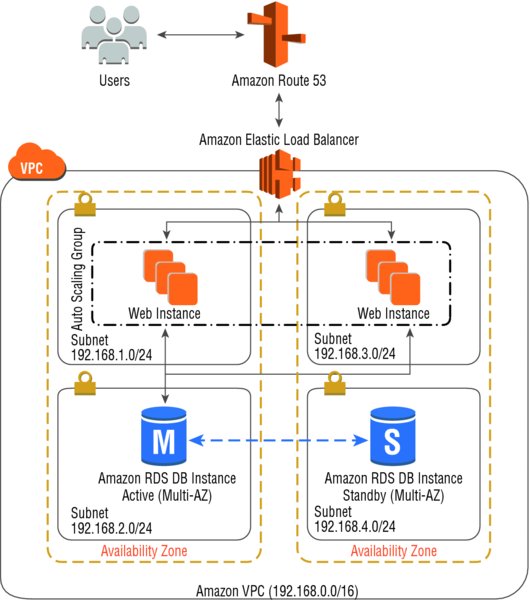 Users
Amazon Route 53
Amazon Elastic Load Balancer
VPC
Auto Scaling Group
Web Instance
Web Instance
Subnet
192.168.1.0/24
Subnet
192.168.3.0/24
M
S
Amazon RDS DB Instance
Active (Multi-AZ)
Amazon RDS DB Instance
Standby (Multi-AZ)
Subnet
192.168.2.0/24
Subnet
192.168.4.0/24
Availability Zone
Availability Zone
Amazon VPC (192.168.0.0/16)